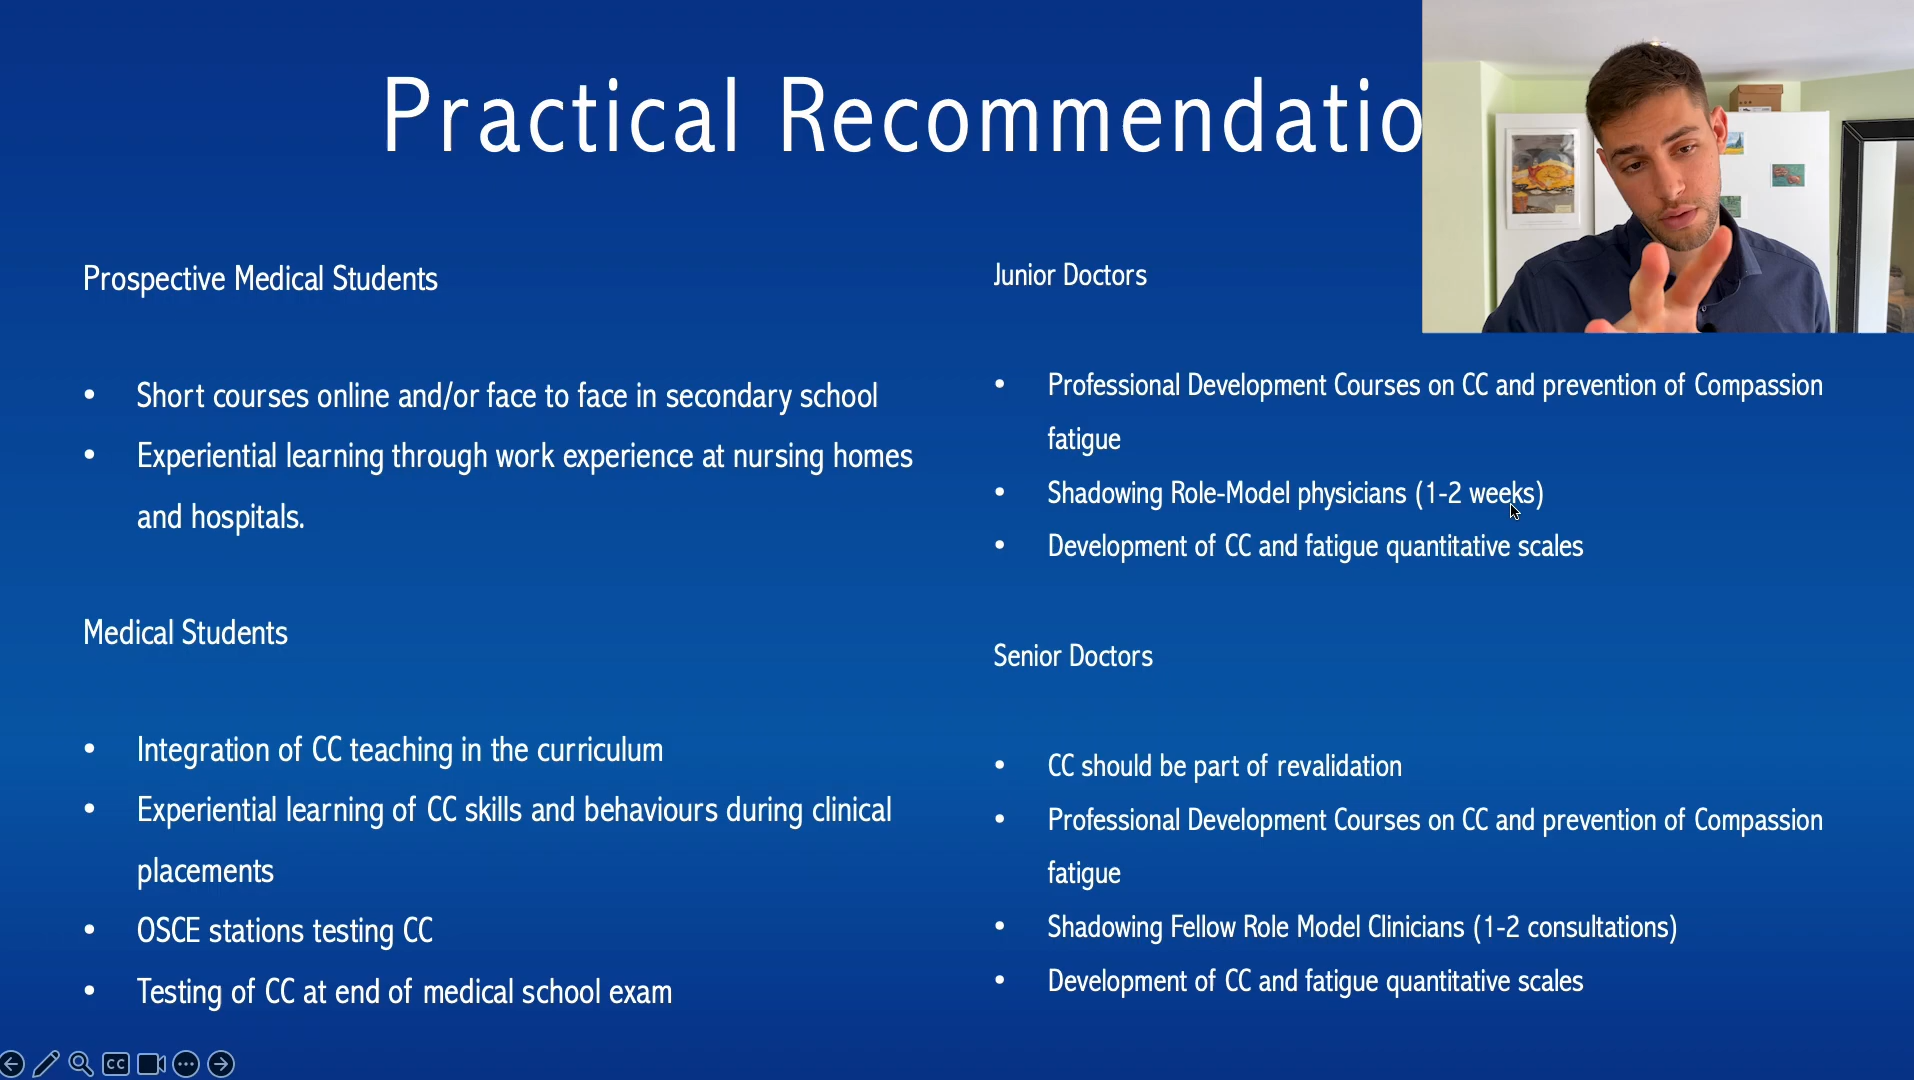 Practical Recommendatio
Prospective Medical Students
• Short courses online and/or face to face in secondary school
• Experiential learning through work experience at nursing homes
and hospitals.
Medical Students
• Integration of CC teaching in the curriculum
• Experiential learning of CC skills and behaviours during clinical
placements
• OSCE stations testing CC
• Testing of CC at end of medical school exam
Junior Doctors
• Professional Development Courses on CC and prevention of Compassion
fatigue
• Shadowing Role-Model physicians (1-2 weeks)
• Development of CC and fatigue quantitative scales
Senior Doctors
• CC should be part of revalidation
• Professional Development Courses on CC and prevention of Compassion
fatigue
• Shadowing Fellow Role Model Clinicians (1-2 consultations)
• Development of CC and fatigue quantitative scales
CC